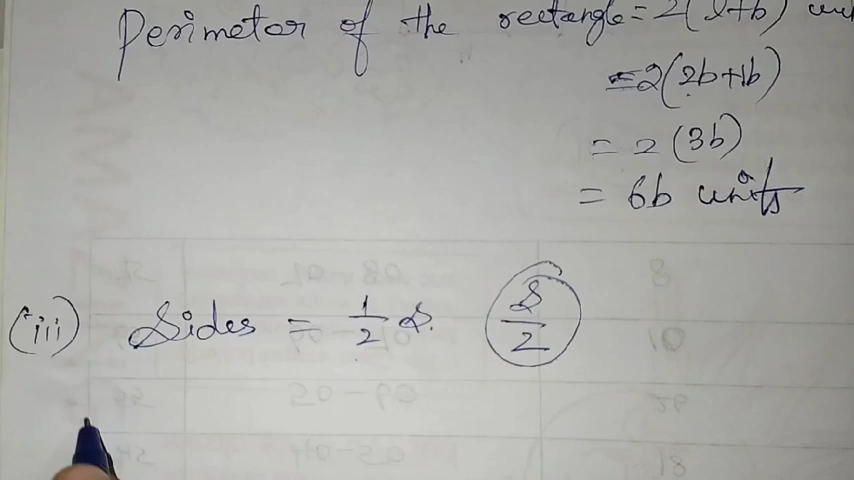 Perimeter of the rectangle = 2(l+b)
= 2(2b+1b)
= 2(3b)
= 6b units
(iii) Sides = 1/2 s. s/2